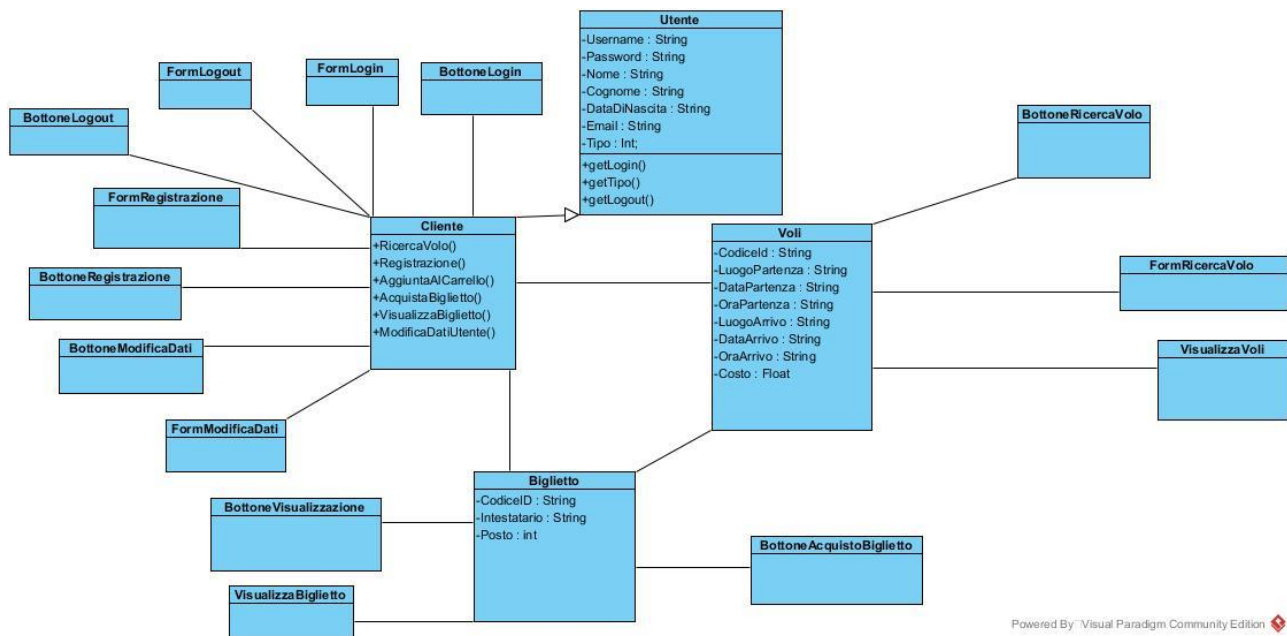 Utente
-Username : String
-Password : String
-Nome : String
-Cognome : String
-DataDiNascita : String
-Email : String
-Tipo : Int;
+getLogin()
+getTipo()
+getLogout()
FormLogout
FormLogin
BottoneLogin
BottoneLogout
BottoneRicercaVolo
FormRegistrazione
Cliente
+RicercaVolo()
+Registrazione()
+AggiuntaAlCarrello()
+AcquistaBiglietto()
+VisualizzaBiglietto()
+ModificaDatiUtente()
Voli
-CodiceId : String
-LuogoPartenza : String
-DataPartenza : String
-OraPartenza : String
-LuogoArrivo : String
-DataArrivo : String
-OraArrivo : String
-Costo : Float
FormRicercaVolo
BottoneRegistrazione
BottoneModificaDati
VisualizzaVoli
FormModificaDati
Biglietto
-CodiceID : String
-Intestatario : String
-Posto : int
BottoneVisualizzazione
BottoneAcquistoBiglietto
VisualizzaBiglietto
Powered By Visual Paradigm Community Edition